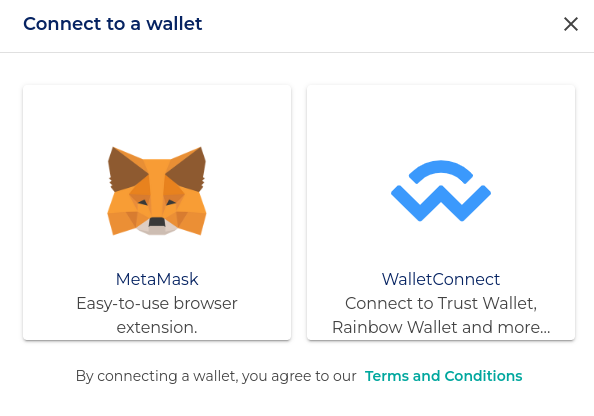 Connect to a wallet
MetaMask
Easy-to-use browser
extension.
WalletConnect
Connect to Trust Wallet,
Rainbow Wallet and more...
By connecting a wallet, you agree to our Terms and Conditions